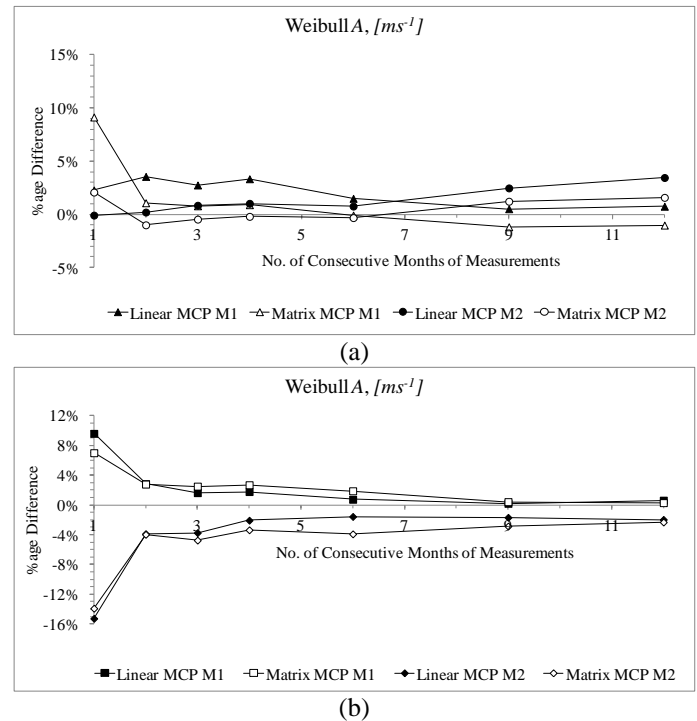 Weibull A, [ms-1]
15%
10%
5%
0%
-5%
%age Difference
1 3 5 7 9 11
No. of Consecutive Months of Measurements
Linear MCP M1 Matrix MCP M1 Linear MCP M2 Matrix MCP M2
(a)
Weibull A, [ms-1]
12%
8%
4%
0%
-4%
-8%
-12%
-16%
%age Difference
1 3 5 7 9 11
No. of Consecutive Months of Measurements
Linear MCP M1 Matrix MCP M1 Linear MCP M2 Matrix MCP M2
(b)